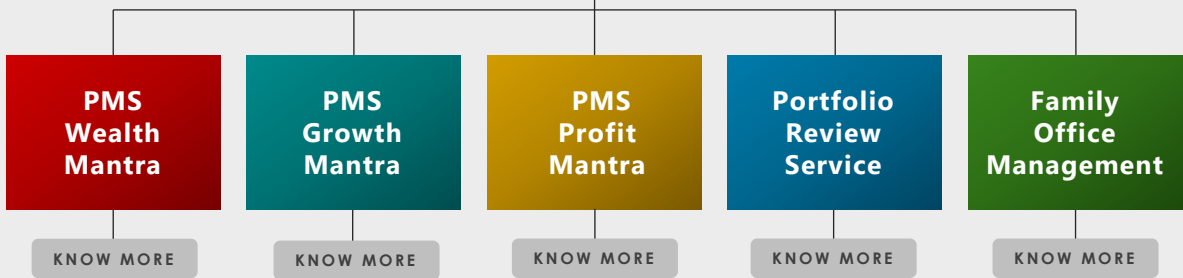 PMS
Wealth
Mantra
KNOW MORE
PMS
Growth
Mantra
KNOW MORE
PMS
Profit
Mantra
KNOW MORE
Portfolio
Review
Service
KNOW MORE
Family
Office
Management
KNOW MORE